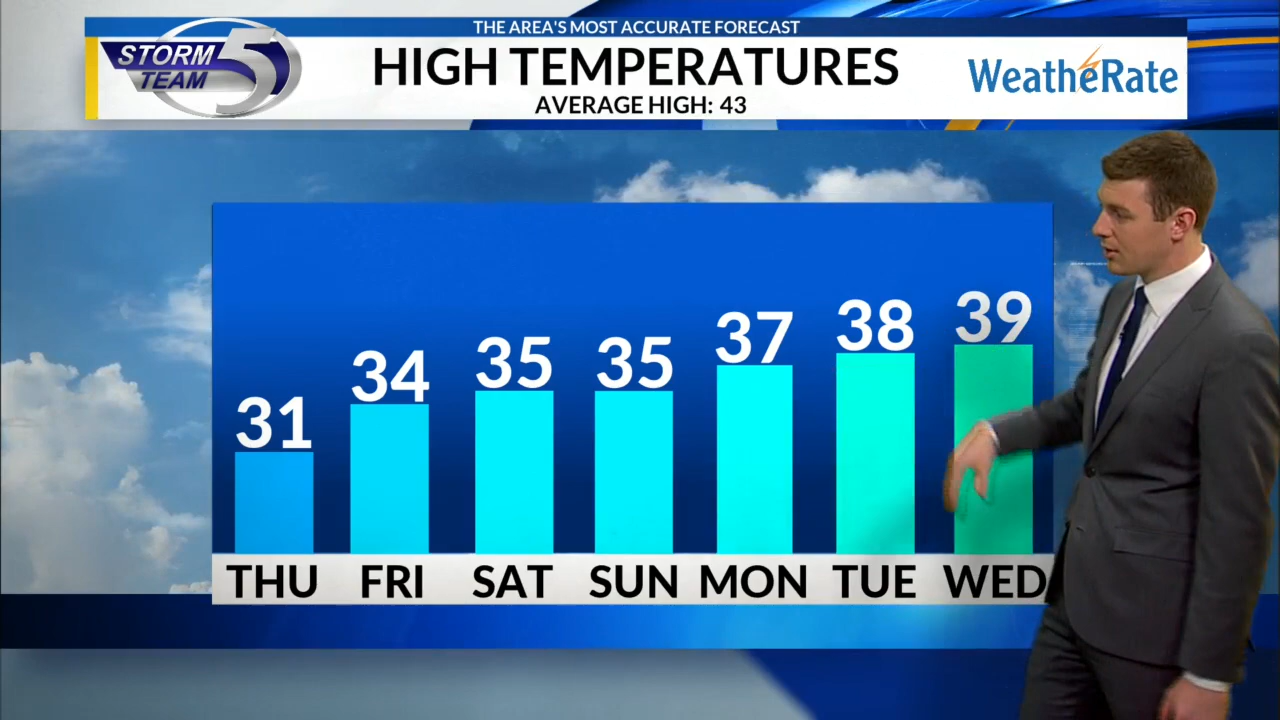 THE AREA'S MOST ACCURATE FORECAST
STORM
TEAM
5
HIGH TEMPERATURES
AVERAGE HIGH: 43
WeatheRate
31
34
35
35
37
38
39
THU FRI SAT SUN MON TUE WED